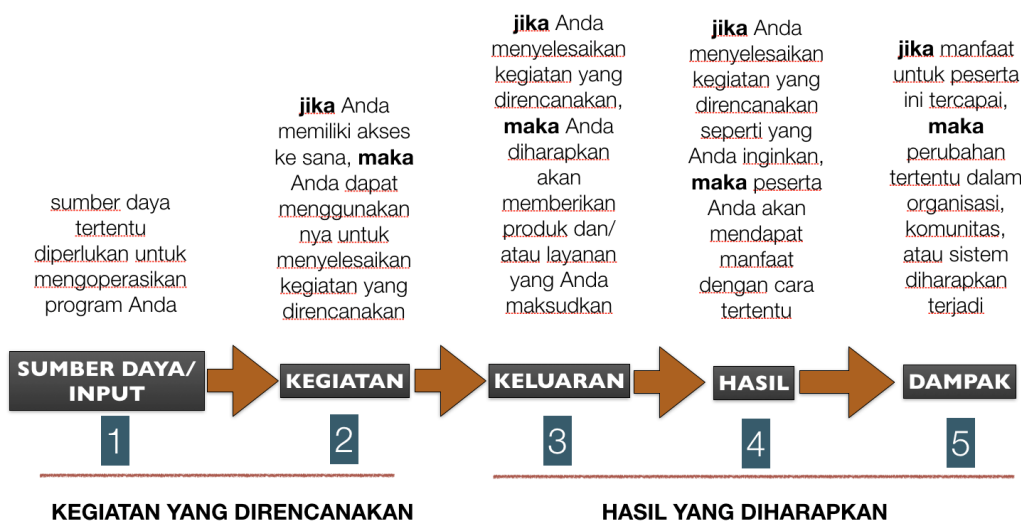 sumber daya
tertentu
diperlukan untuk
mengoperasikan
program Anda
jika Anda
memiliki akses
ke sana, maka
Anda dapat
menggunakan
nya untuk
menyelesaikan
kegiatan yang
direncanakan
jika Anda
menyelesaikan
kegiatan yang
direncanakan,
maka Anda
diharapkan
akan
memberikan
produk dan/
atau layanan
yang Anda
maksudkan
jika Anda
menyelesaikan
kegiatan yang
direncanakan
seperti yang
Anda inginkan,
maka peserta
Anda akan
mendapat
manfaat
dengan cara
tertentu
jika manfaat
untuk peserta
ini tercapai,
maka
perubahan
tertentu dalam
organisasi,
komunitas,
atau sistem
diharapkan
terjadi
SUMBER DAYA/
INPUT
KEGIATAN
KELUARAN
HASIL
DAMPAK
1
2
3
4
5
KEGIATAN YANG DIRENCANAKAN
HASIL YANG DIHARAPKAN